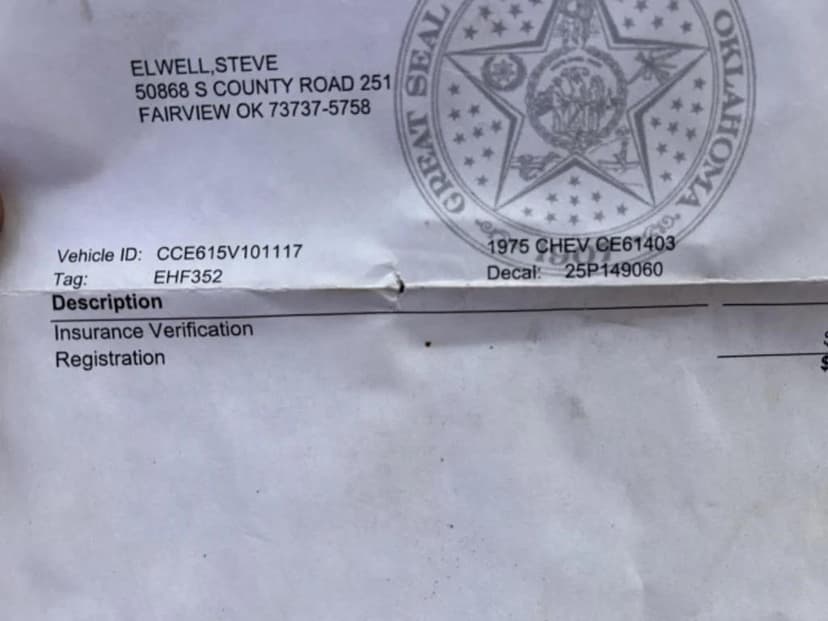 GREAT SEAL
OKLAHOMA
ELWELL,STEVE
50868 S COUNTY ROAD 251
FAIRVIEW OK 73737-5758
Vehicle ID: CCE615V101117
1975 CHEV CE61403
Tag: EHF352
Decal: 25P149060
Description
Insurance Verification
Registration
$